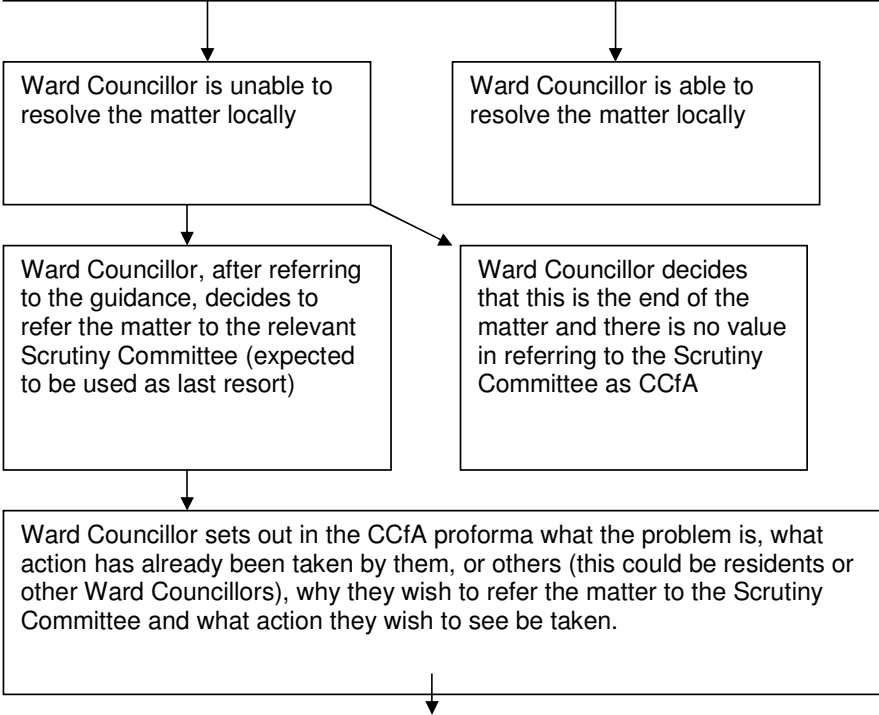 Ward Councillor is unable to
resolve the matter locally
Ward Councillor is able to
resolve the matter locally
Ward Councillor, after referring
to the guidance, decides to
refer the matter to the relevant
Scrutiny Committee (expected
to be used as last resort)
Ward Councillor decides
that this is the end of the
matter and there is no value
in referring to the Scrutiny
Committee as CCfA
Ward Councillor sets out in the CCfA proforma what the problem is, what
action has already been taken by them, or others (this could be residents or
other Ward Councillors), why they wish to refer the matter to the Scrutiny
Committee and what action they wish to see be taken.